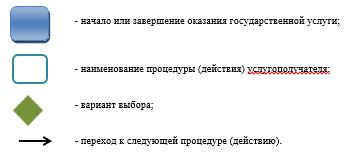 - начало или завершение оказания государственной услуги;
- наименование процедуры (действия) услугополучателя;
- вариант выбора;
- переход к следующей процедуре (действию).